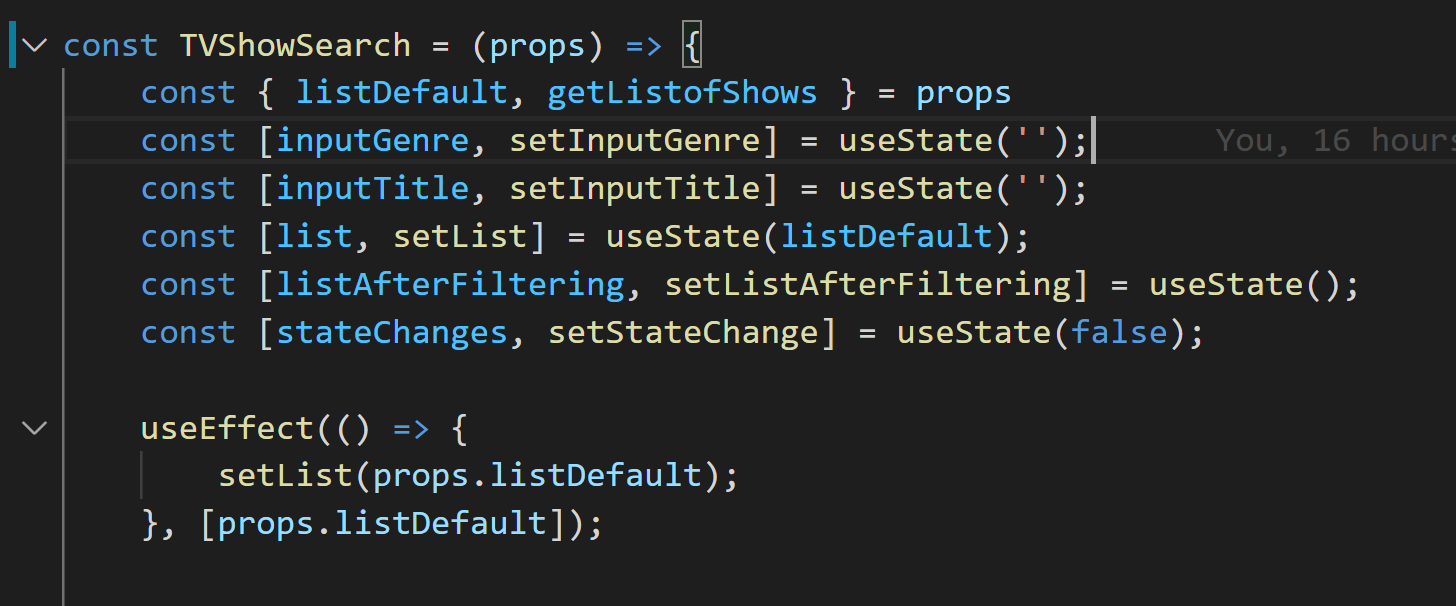 const TVShowSearch = (props) => {
const { listDefault, getListofShows } = props
const [inputGenre, setInputGenre] = useState('');    You, 16 hours
const [inputTitle, setInputTitle] = useState('');
const [list, setList] = useState(listDefault);
const [listAfterFiltering, setListAfterFiltering] = useState();
const [stateChanges, setStateChange] = useState(false);
useEffect(() => {
setList(props.listDefault);
}, [props.listDefault]);